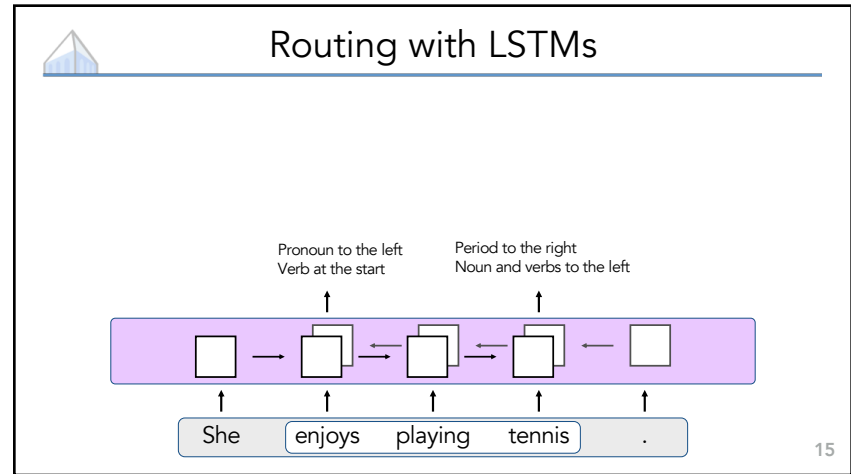 Routing with LSTMs
Pronoun to the left
Verb at the start
Period to the right
Noun and verbs to the left
She enjoys playing tennis .
15